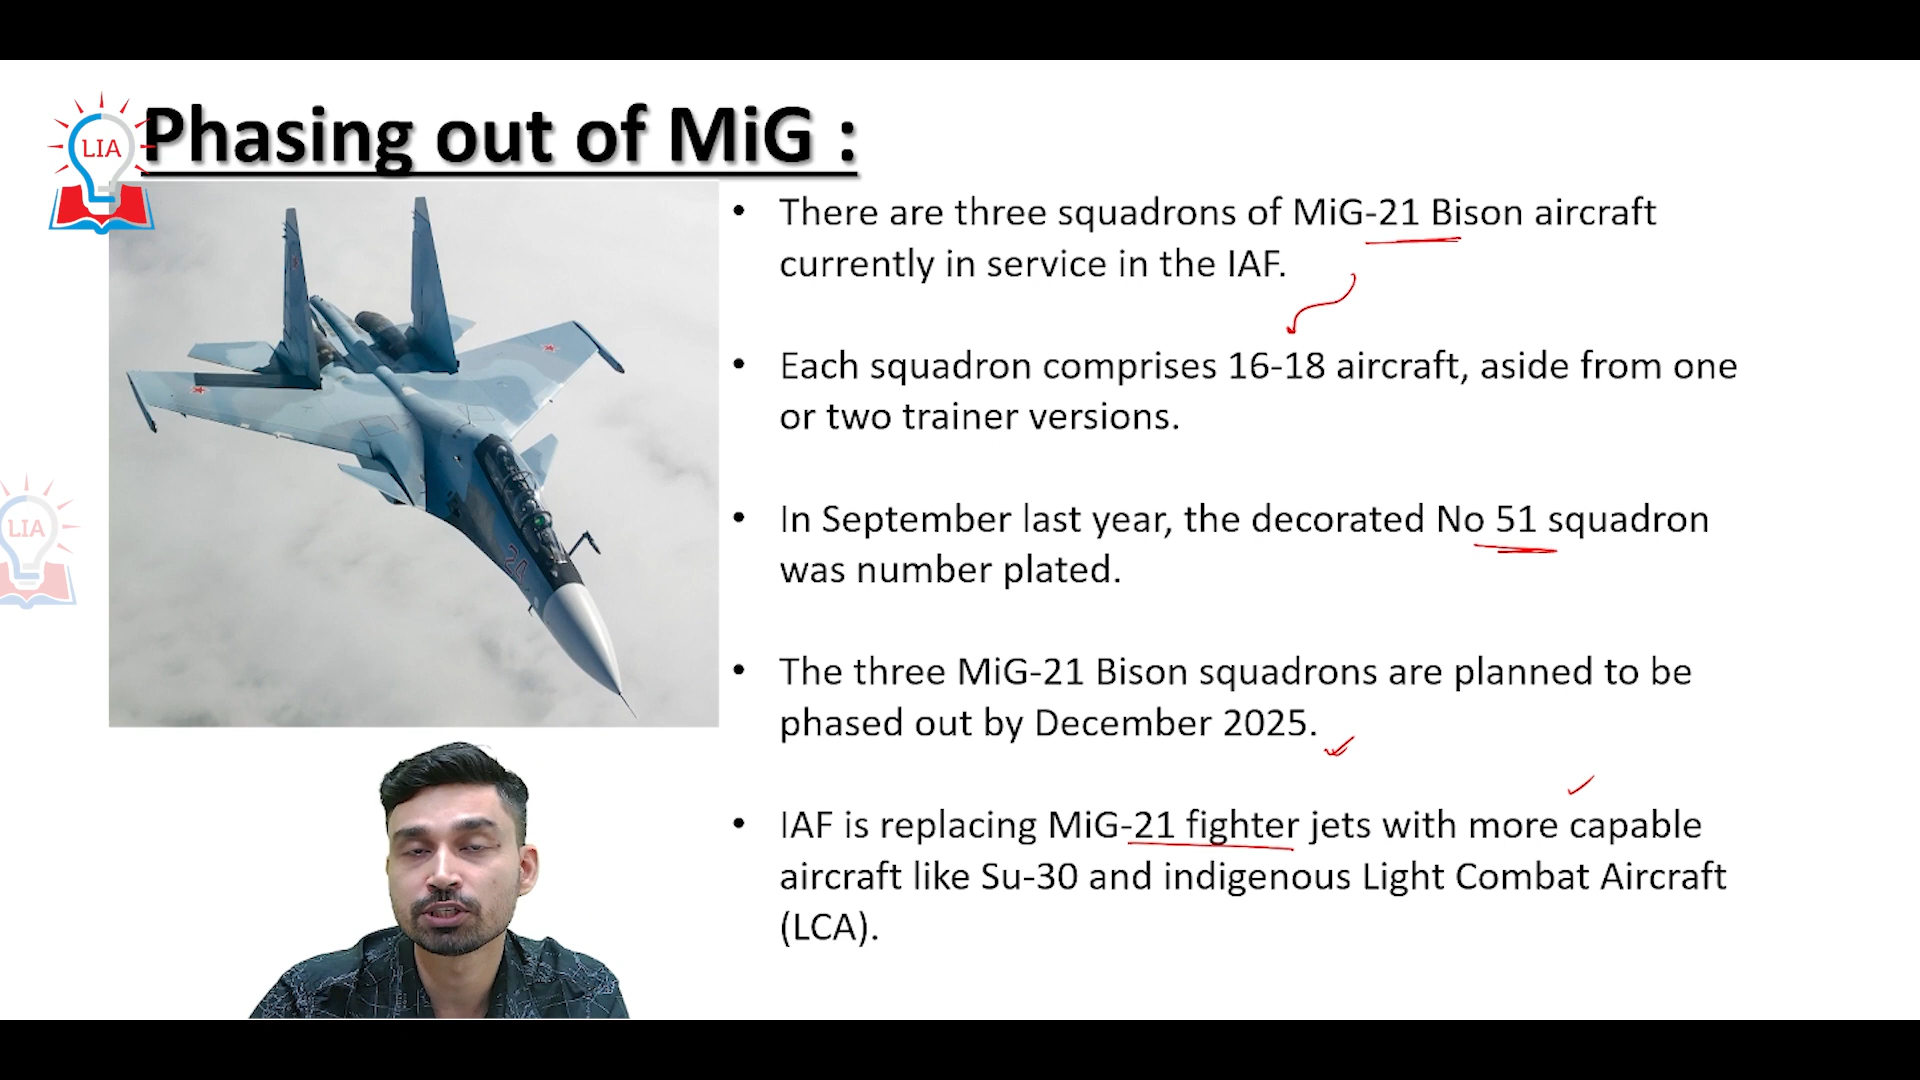 LIA
Phasing out of MiG :
• There are three squadrons of MiG-21 Bison aircraft
currently in service in the IAF.
• Each squadron comprises 16-18 aircraft, aside from one
or two trainer versions.
• In September last year, the decorated No 51 squadron
was number plated.
• The three MiG-21 Bison squadrons are planned to be
phased out by December 2025.
• IAF is replacing MiG-21 fighter jets with more capable
aircraft like Su-30 and indigenous Light Combat Aircraft
(LCA).
LIA
24